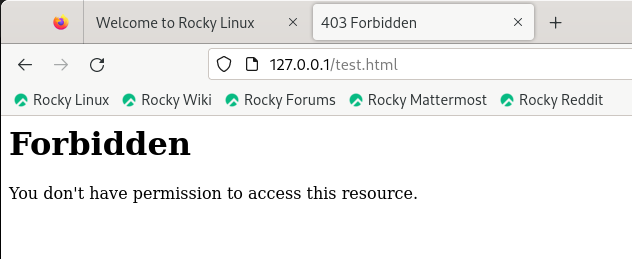 Welcome to Rocky Linux
403 Forbidden
127.0.0.1/test.html
Rocky Linux Rocky Wiki Rocky Forums Rocky Mattermost Rocky Reddit
Forbidden
You don't have permission to access this resource.